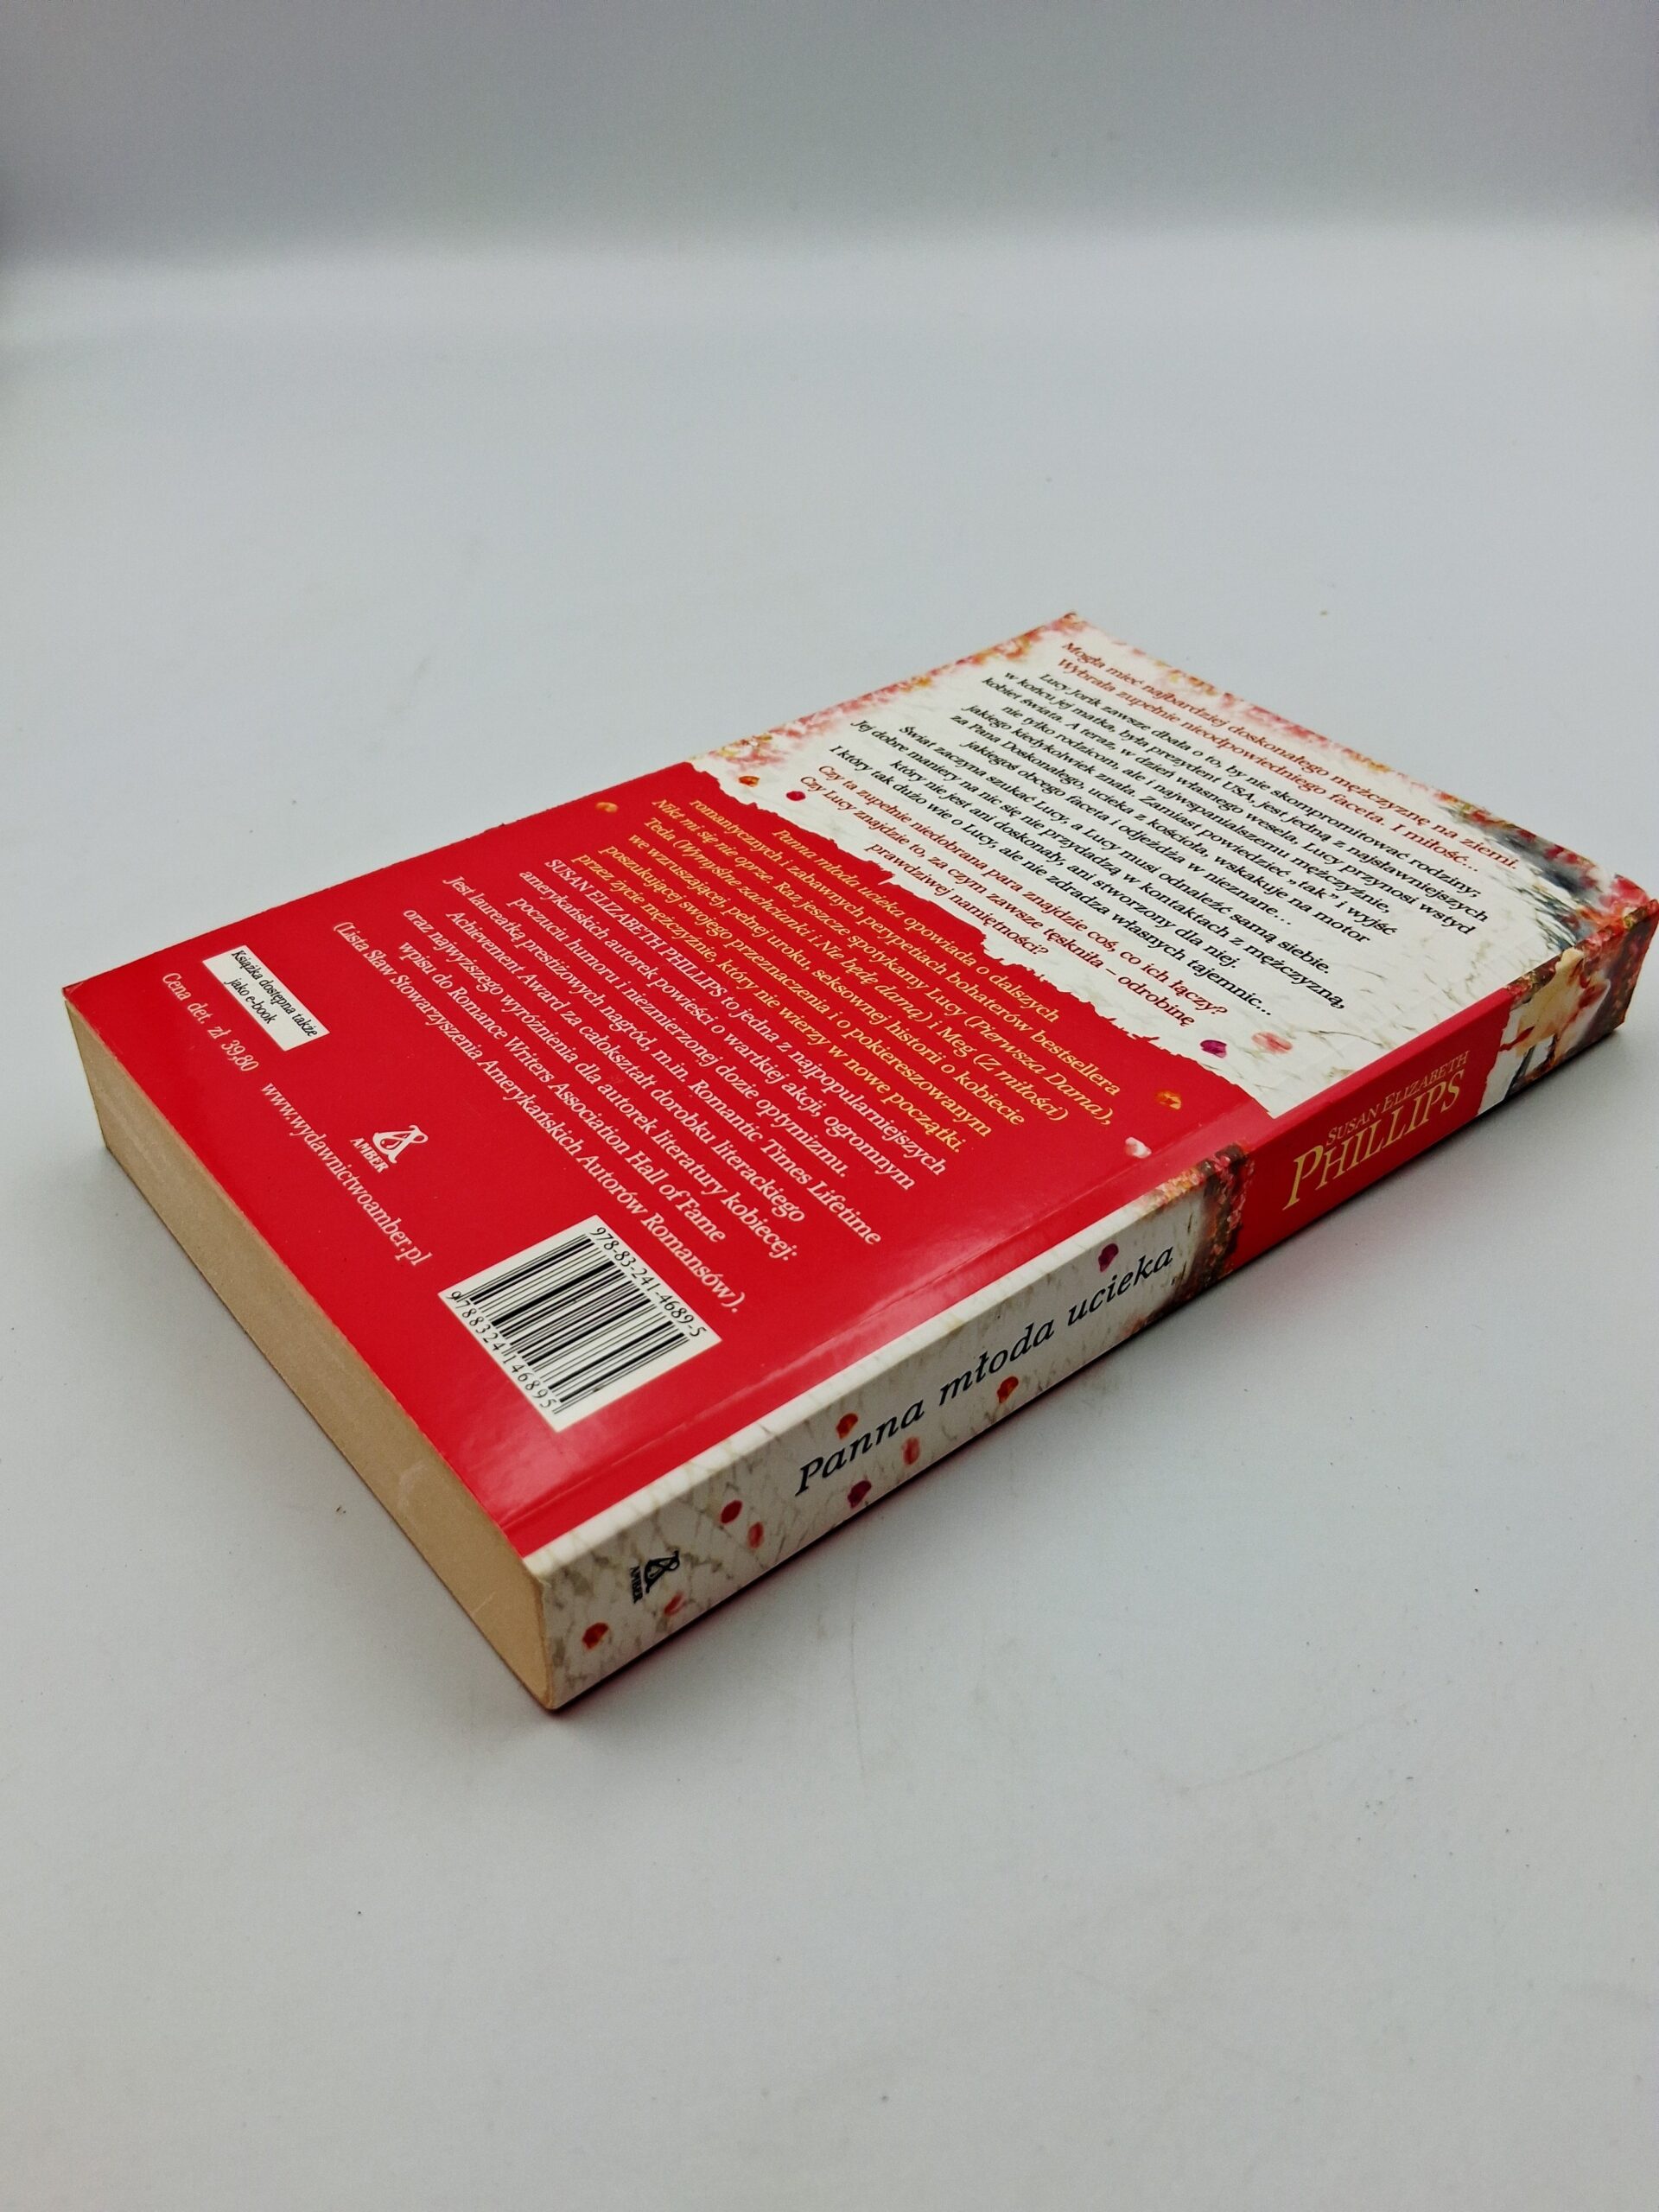 Mogła mieć najbardziej doskonałego mężczyznę na ziemi.
Wybrała zupełnie nieodpowiedniego faceta. I miłość...
Lucy Jorik zawsze dbała o to, by nie skompromitować rodziny;
w końcu jej matka, była prezydent USA, jest jedną z najsławniejszych
kobiet świata. A teraz, w dzień własnego wesela, Lucy przynosi wstyd
nie tylko rodzicom, ale i najwspanialszemu mężczyźnie,
jakiego kiedykolwiek znała. Zamiast powiedzieć „tak” i wyjść
za Pana Doskonałego, ucieka z kościoła, wskakuje na motor
jakiegoś obcego faceta i odjeżdża w nieznane...
Świat zaczyna szukać Lucy, a Lucy musi odnaleźć samą siebie.
Jej dobre maniery na nic się nie przydadzą w kontaktach z mężczyzną,
który nie jest ani doskonały, ani stworzony dla niej.
I który tak dużo wie o Lucy, ale nie zdradza własnych tajemnic...
Czy ta zupełnie niedobrana para znajdzie coś, co ich łączy?
Czy Lucy znajdzie to, za czym zawsze tęskniła – odrobinę
prawdziwej namiętności?
Panna młoda ucieka opowiada o dalszych
romantycznych i zabawnych perypetiach bohaterów bestsellera
Nikt mi się nie oprze. Raz jeszcze spotykamy Lucy (Pierwsza Dama),
Teda (Wymyślne zachcianki i Nie będę damą) i Meg (Z miłości)
we wzruszającej, pełnej uroku, seksownej historii o kobiecie
poszukującej swojego przeznaczenia i o pokiereszowanym
przez życie mężczyźnie, który nie wierzy w nowe początki.
SUSAN ELIZABETH PHILLIPS to jedna z najpopularniejszych
amerykańskich autorek powieści o wartkiej akcji, ogromnym
poczuciu humoru i niezmierzonej dozie optymizmu.
Jest laureatką prestiżowych nagród, m.in. Romantic Times Lifetime
Achievement Award za całokształt dorobku literackiego
oraz najwyższego wyróżnienia dla autorek literatury kobiecej:
wpisu do Romance Writers Association Hall of Fame
(Lista Sław Stowarzyszenia Amerykańskich Autorów Romansów).
Książka dostępna także
jako e-book
Cena det. zł 39,80
www.wydawnictwoamber.pl
AMBER
978-83-241-4689-5
9788324146895
SUSAN ELIZABETH
PHILLIPS
Panna młoda ucieka
AMBER